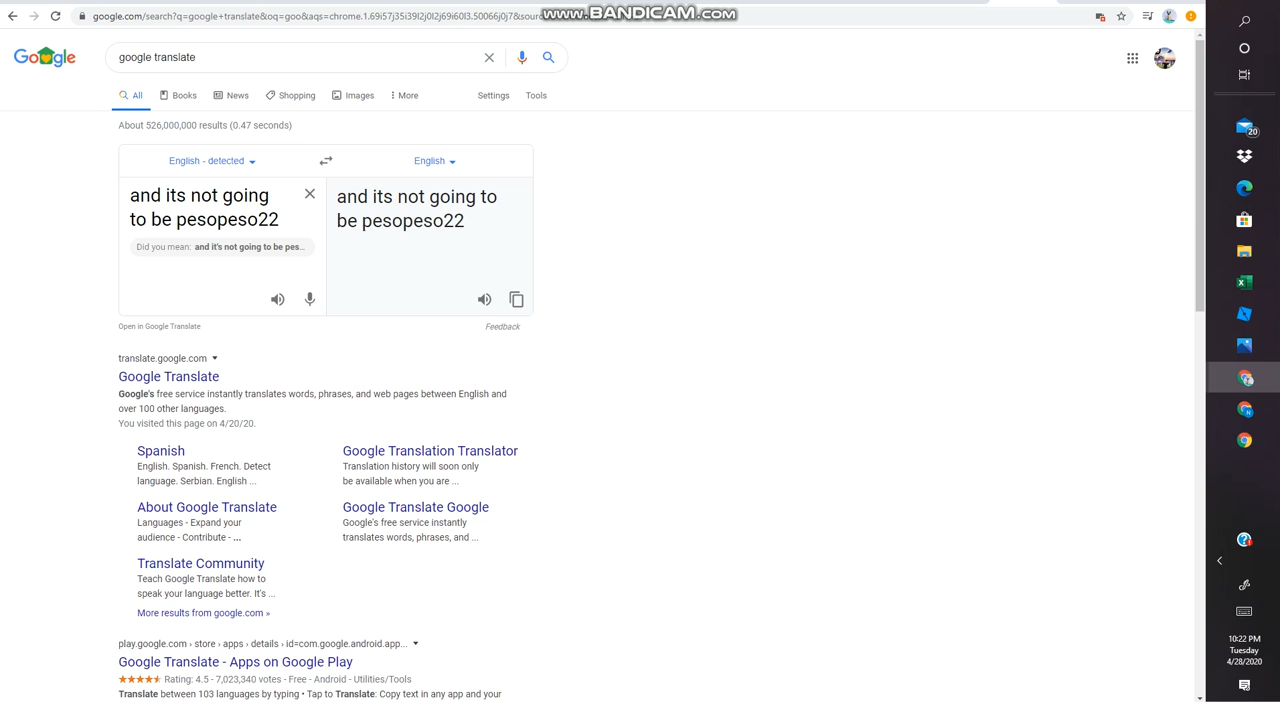 google.com/search?q=google+translate&oq=goo&aqs=chrome.1.69i57j35i39l2j0l2j69i60l3.50066j0j7&sour
www.BANDICAM.com
Google
google translate
All Books News Shopping Images More Settings Tools
About 526,000,000 results (0.47 seconds)
English - detected English
and its not going
to be pesopeso22
and its not going to
be pesopeso22
Did you mean: and it's not going to be pes...
Open in Google Translate
Feedback
translate.google.com
Google Translate
Google's free service instantly translates words, phrases, and web pages between English and
over 100 other languages.
You visited this page on 4/20/20.
Spanish
English. Spanish. French. Detect
language. Serbian. English ...
Google Translation Translator
Translation history will soon only
be available when you are ...
About Google Translate
Languages - Expand your
audience - Contribute - ...
Google Translate Google
Google's free service instantly
translates words, phrases, and ...
Translate Community
Teach Google Translate how to
speak your language better. It's ...
More results from google.com »
play.google.com › store › apps › details › id=com.google.android.app...
Google Translate - Apps on Google Play
Rating: 4.5 - 7,023,340 votes - Free - Android - Utilities/Tools
Translate between 103 languages by typing • Tap to Translate: Copy text in any app and your
20
10:22 PM
Tuesday
4/28/2020